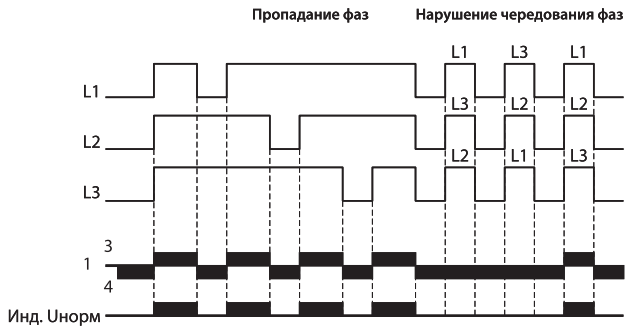 Пропадание фаз Нарушение чередования фаз
L1 L3 L1
L1
L3 L2 L2
L2
L2 L1 L3
L3
3
1
4
Инд. Uнорм